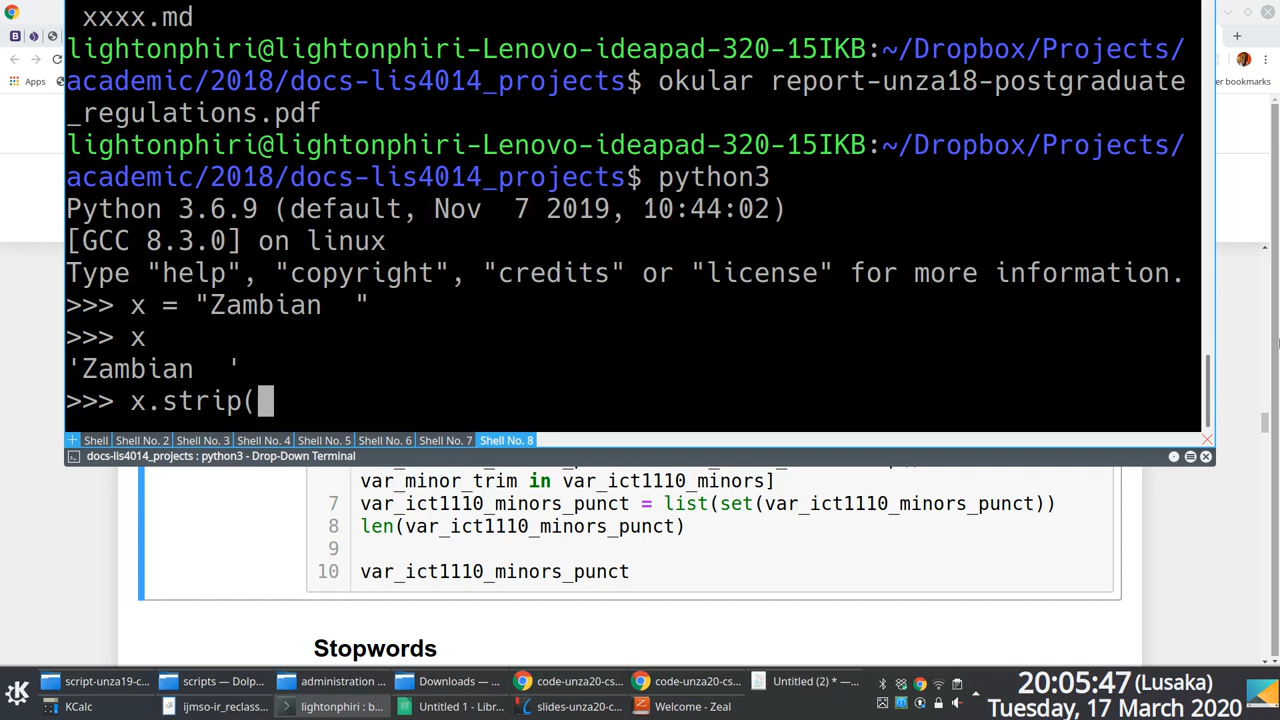 xxxx.md
lightonphiri@lightonphiri-Lenovo-ideapad-320-15IKB:~/Dropbox/Projects/
academic/2018/docs-lis4014_projects$ okular report-unza18-postgraduate
_regulations.pdf
lightonphiri@lightonphiri-Lenovo-ideapad-320-15IKB:~/Dropbox/Projects/
academic/2018/docs-lis4014_projects$ python3
Python 3.6.9 (default, Nov  7 2019, 10:44:02)
[GCC 8.3.0] on linux
Type "help", "copyright", "credits" or "license" for more information.
>>> x = "Zambian  "
>>> x
'Zambian  '
>>> x.strip(
Apps
er bookmarks
Shell Shell No. 2 Shell No. 3 Shell No. 4 Shell No. 5 Shell No. 6 Shell No. 7 Shell No. 8
docs-lis4014_projects : python3 - Drop-Down Terminal
var_minor_trim in var_ict1110_minors]
7 var_ict1110_minors_punct = list(set(var_ict1110_minors_punct))
8 len(var_ict1110_minors_punct)
9
10 var_ict1110_minors_punct
Stopwords
script-unza19-c... scripts — Dolp... administration ... Downloads — ... code-unza20-cs... code-unza20-cs... Untitled (2) * —...
KCalc ijmso-ir_reclass... lightonphiri : b... Untitled 1 - Libr... slides-unza20-c... Welcome - Zeal
20:05:47 (Lusaka)
Tuesday, 17 March 2020